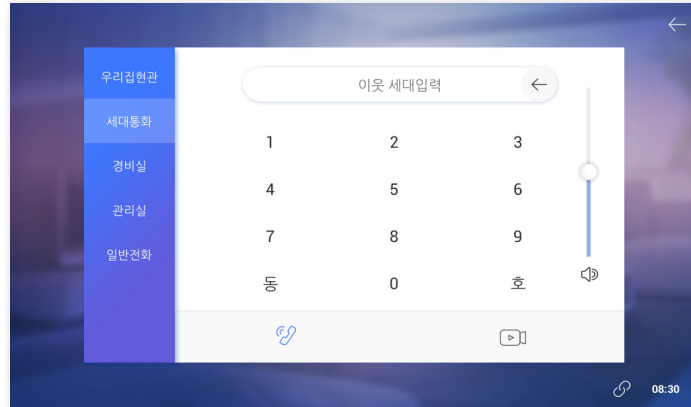 우리집현관
세대통화
경비실
관리실
일반전화
이웃 세대입력
1 2 3
4 5 6
7 8 9
동 0 호
08:30